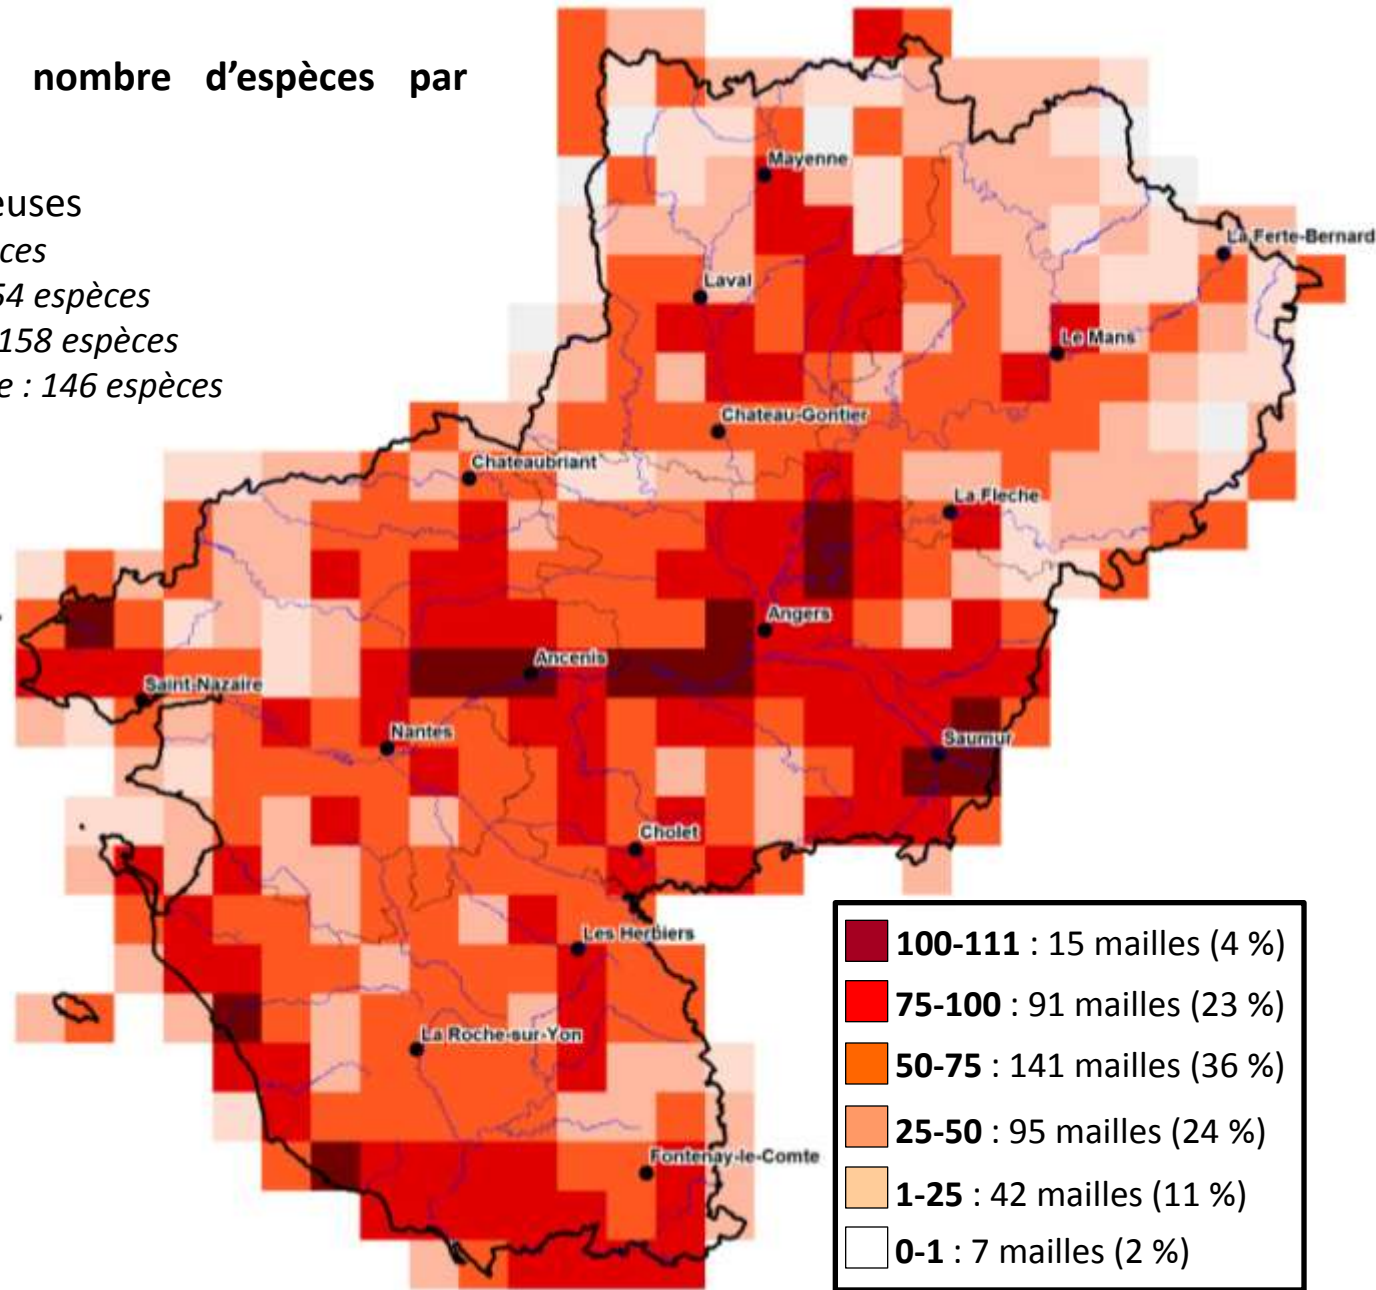 nombre d'espèces par
euses
ces
54 espèces
158 espèces
e : 146 espèces
Mayenne
La Ferte-Bernard
Laval
Le Mans
Chateau-Gontier
Chateaubriant
La Fleche
Angers
Ancenis
Saint-Nazaire
Nantes
Saumur
Cholet
Les Herbiers
La Roche-sur-Yon
Fontenay-le-Comte
100-111 : 15 mailles (4 %)
75-100 : 91 mailles (23 %)
50-75 : 141 mailles (36 %)
25-50 : 95 mailles (24 %)
1-25 : 42 mailles (11 %)
0-1 : 7 mailles (2 %)